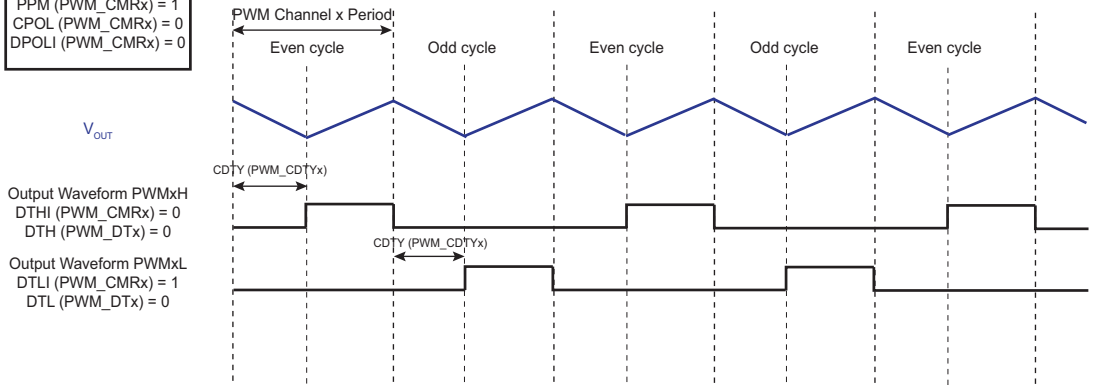 PPM (PWM_CMRx) = 1
CPOL (PWM_CMRx) = 0
DPOLI (PWM_CMRx) = 0
PWM Channel x Period
Even cycle
Odd cycle
Even cycle
Odd cycle
Even cycle
VOUT
CDTY (PWM_CDTYx)
Output Waveform PWMxH
DTHI (PWM_CMRx) = 0
DTH (PWM_DTx) = 0
CDTY (PWM_CDTYx)
Output Waveform PWMxL
DTLI (PWM_CMRx) = 1
DTL (PWM_DTx) = 0